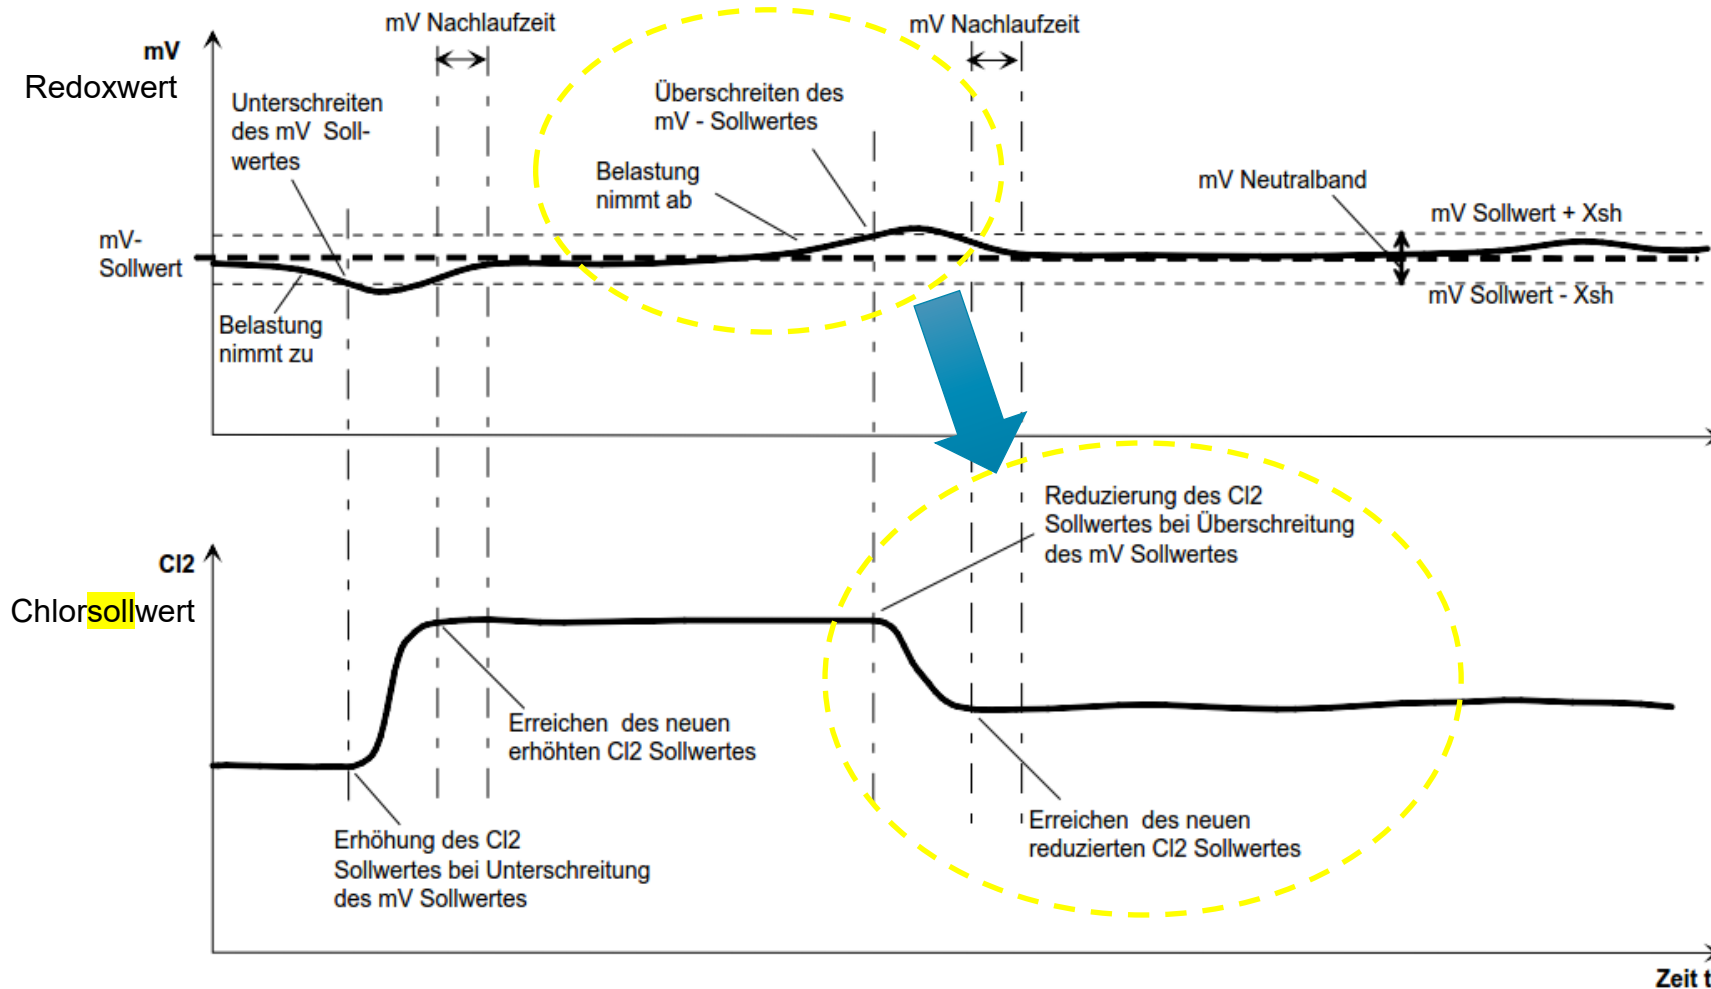 mV Nachlaufzeit
mV Nachlaufzeit
mV
Redoxwert
Unterschreiten
des mV  Soll-
wertes
Überschreiten des
mV - Sollwertes
Belastung
nimmt ab
mV Neutralband
mV Sollwert + Xsh
mV-
Sollwert
mV Sollwert - Xsh
Belastung
nimmt zu
Reduzierung des Cl2
Sollwertes bei Überschreitung
des mV Sollwertes
Cl2
Chlorsollwert
Erreichen  des neuen
erhöhten Cl2 Sollwertes
Erhöhung des Cl2
Sollwertes bei Unterschreitung
des mV Sollwertes
Erreichen  des neuen
reduzierten Cl2 Sollwertes
Zeit t